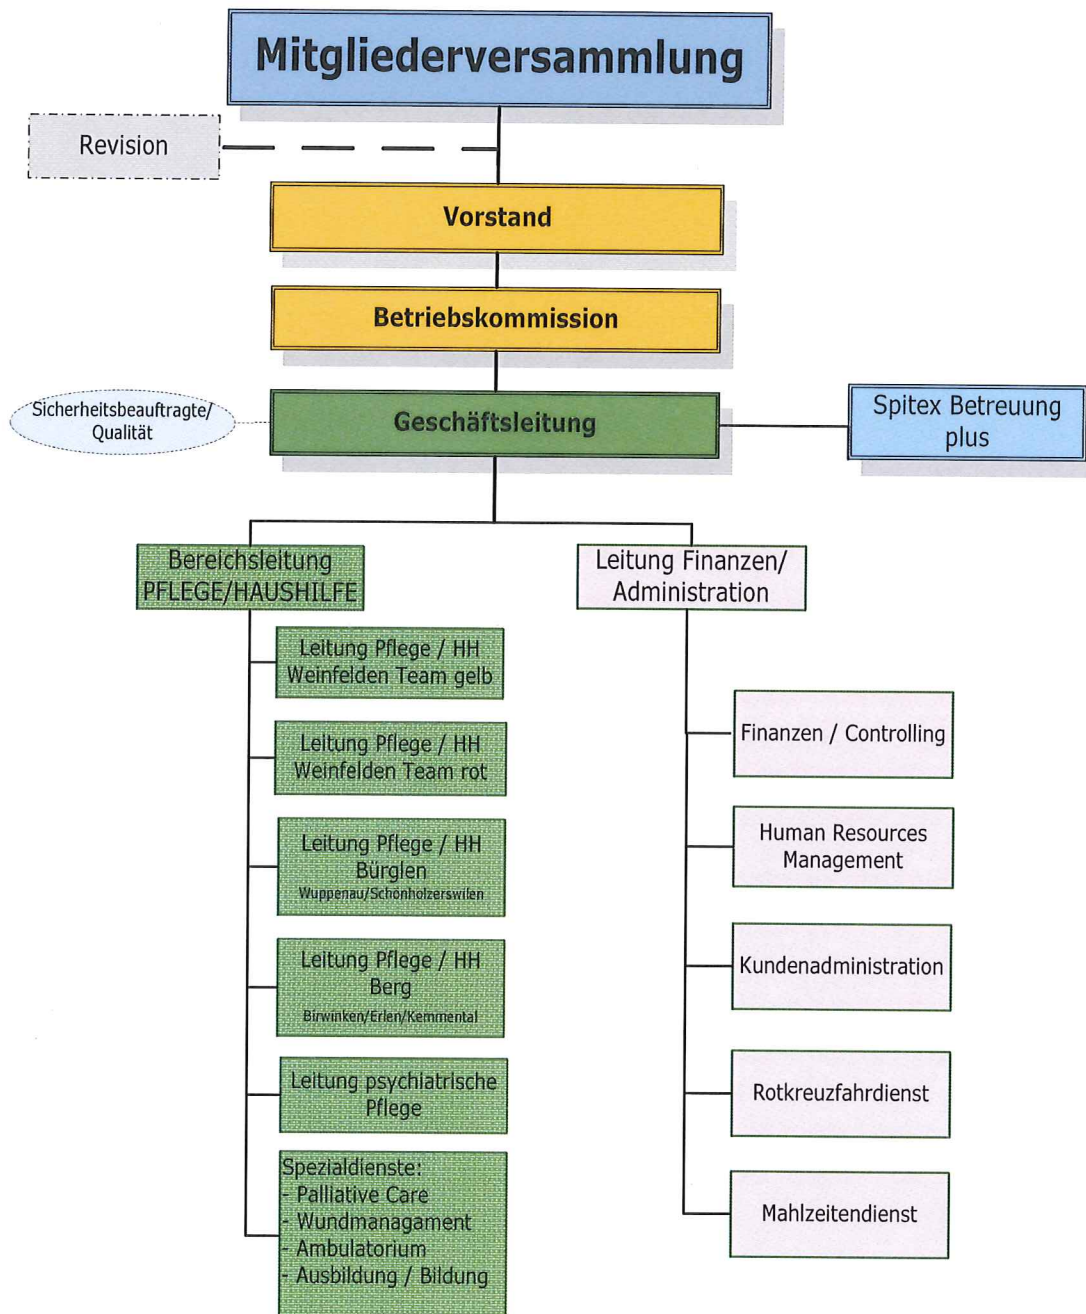 Mitgliederversammlung
Revision
Vorstand
Betriebskommission
Sicherheitsbeauftragte/
Qualität
Geschäftsleitung
Spitex Betreuung
plus
Bereichsleitung
PFLEGE/HAUSHILFE
Leitung Pflege / HH
Weinfelden Team gelb
Leitung Pflege / HH
Weinfelden Team rot
Leitung Pflege / HH
Bürglen
Wuppenau/Schönholzerswilen
Leitung Pflege / HH
Berg
Birwinken/Erlen/Kemmental
Leitung psychiatrische
Pflege
Spezialdienste:
- Palliative Care
- Wundmanagament
- Ambulatorium
- Ausbildung / Bildung
Leitung Finanzen/
Administration
Finanzen / Controlling
Human Resources
Management
Kundenadministration
Rotkreuzfahrdienst
Mahlzeitendienst